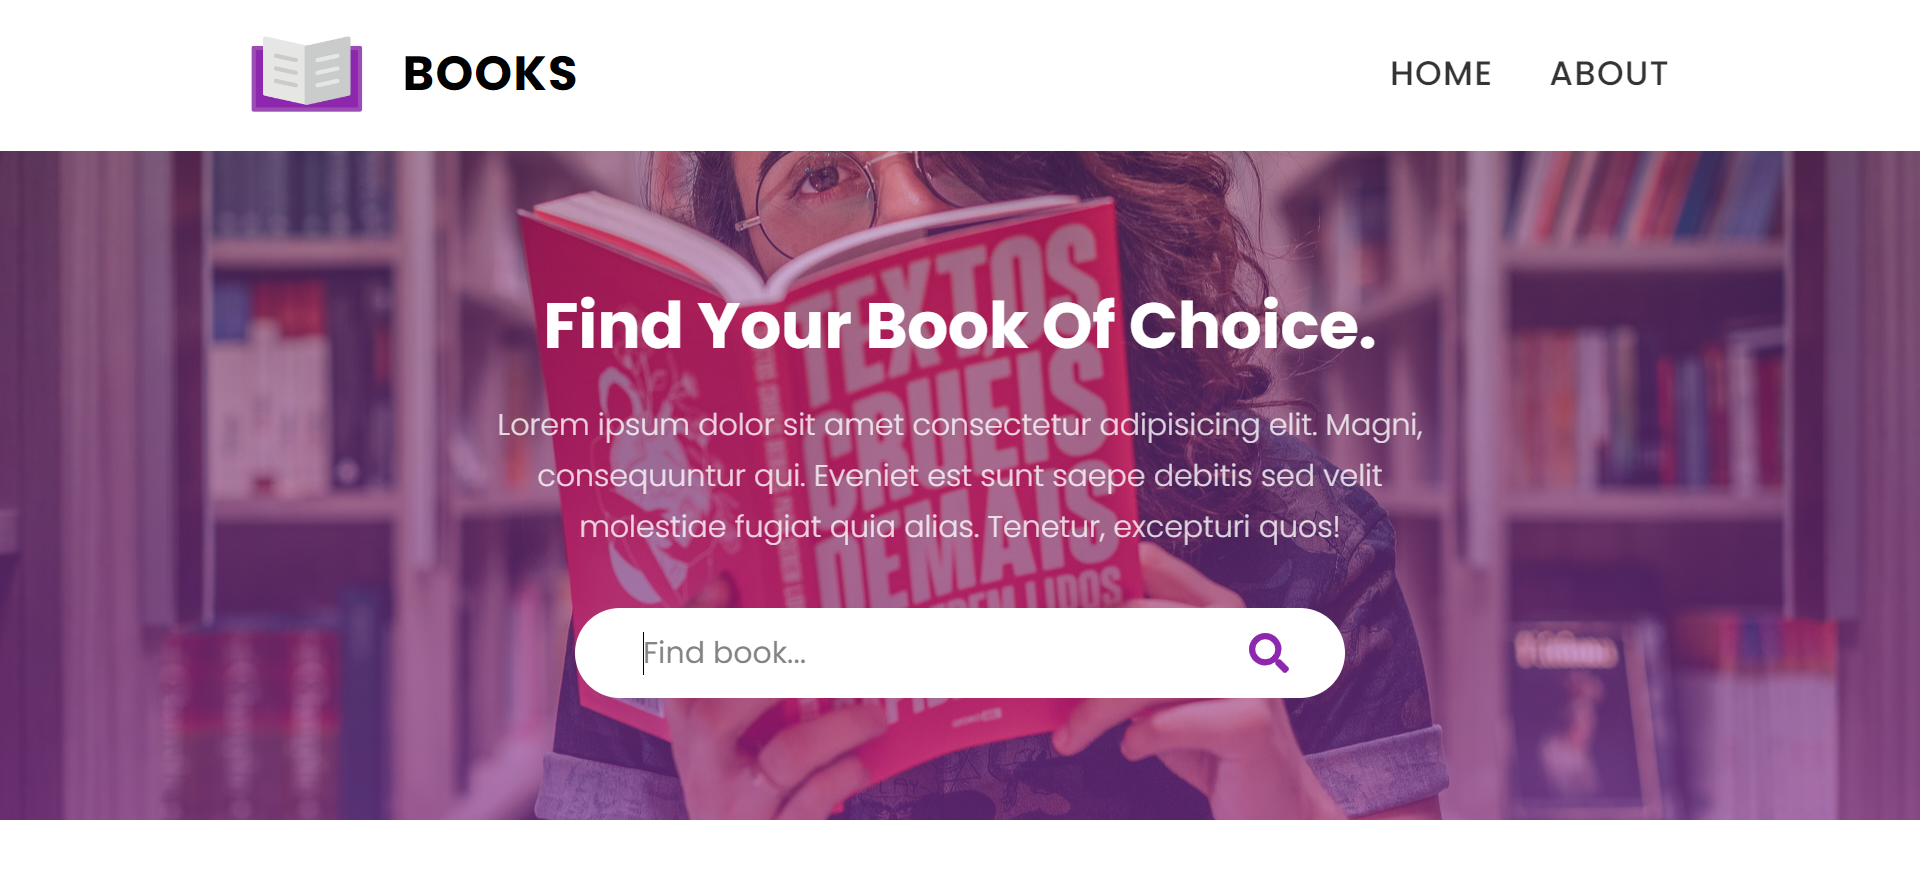 BOOKS
HOME
ABOUT
TEXTOS
CRUEIS
DEMAIS
Find Your Book Of Choice.
Lorem ipsum dolor sit amet consectetur adipisicing elit. Magni,
consequuntur qui. Eveniet est sunt saepe debitis sed velit
molestiae fugiat quia alias. Tenetur, excepturi quos!
LIDOS
Find book...